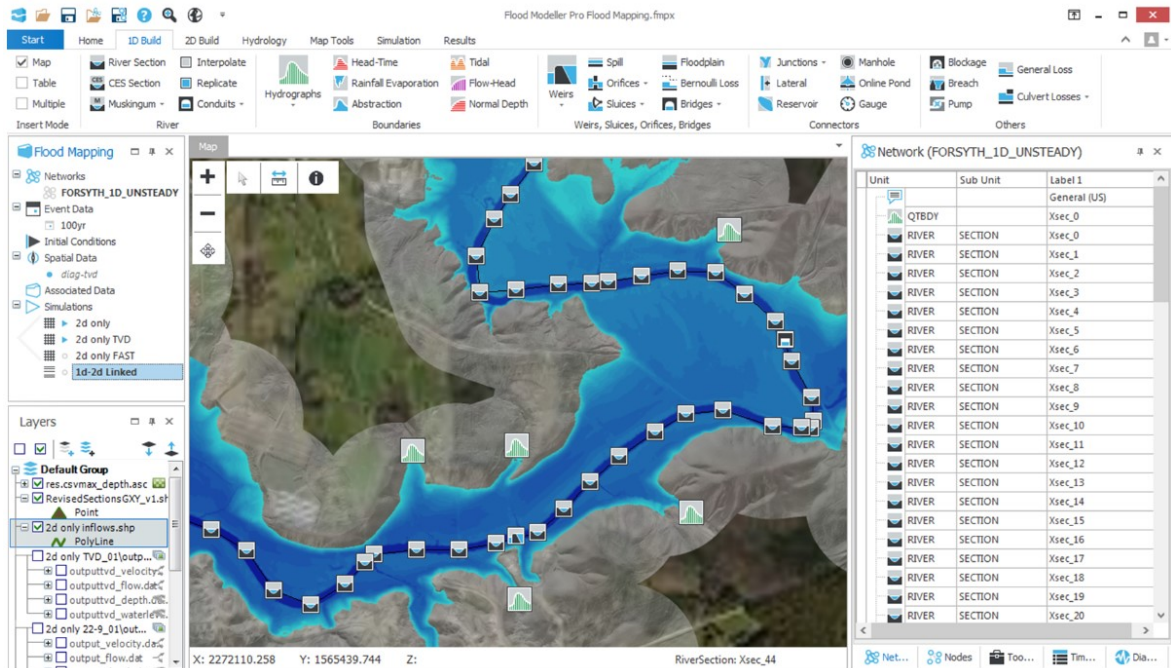 Flood Modeller Pro Flood Mapping.fmpx
Start Home 1D Build 2D Build Hydrology Map Tools Simulation Results
Map River Section Interpolate Hydrographs Head-Time Tidal Weirs Spill Floodplain Junctions Manhole Blockage General Loss
Table CES Section Replicate Rainfall Evaporation Flow-Head Orifices Bernouli Loss Lateral Online Pond Breach Culvert Losses
Multiple Muskingum Conduits Abstraction Normal Depth Sluices Bridges Reservoir Gauge Pump
Insert Mode River Boundaries Weirs, Sluices, Orifices, Bridges Connectors Others
Flood Mapping
Networks
FORSYTH_1D_UNSTEADY
Event Data
100yr
Initial Conditions
Spatial Data
diag-tvd
Associated Data
Simulations
2d only
2d only TVD
2d only FAST
1d-2d Linked
Layers
Default Group
res.csvmax_depth.asc
RevisedSectionsGXY_v1.sh
Point
2d only inflows.shp
PolyLine
2d only TVD_01\outp...
outputtvd_velocity
outputtvd_flow.dat
outputtvd_depth.da
outputtvd_waterle
2d only 22-9_01\out...
output_velocity.da
output_flow.dat
Map
X: 2272110.258 Y: 1565439.744 Z: RiverSection: Xsec_44
Network (FORSYTH_1D_UNSTEADY)
Unit Sub Unit Label 1
General (US)
QTBDY Xsec_0
RIVER SECTION Xsec_0
RIVER SECTION Xsec_1
RIVER SECTION Xsec_2
RIVER SECTION Xsec_3
RIVER SECTION Xsec_4
RIVER SECTION Xsec_5
RIVER SECTION Xsec_6
RIVER SECTION Xsec_7
RIVER SECTION Xsec_8
RIVER SECTION Xsec_9
RIVER SECTION Xsec_10
RIVER SECTION Xsec_11
RIVER SECTION Xsec_12
RIVER SECTION Xsec_13
RIVER SECTION Xsec_14
RIVER SECTION Xsec_15
RIVER SECTION Xsec_16
RIVER SECTION Xsec_17
RIVER SECTION Xsec_18
RIVER SECTION Xsec_19
RIVER SECTION Xsec_20
Net... Nodes Too... Tim... Dia...